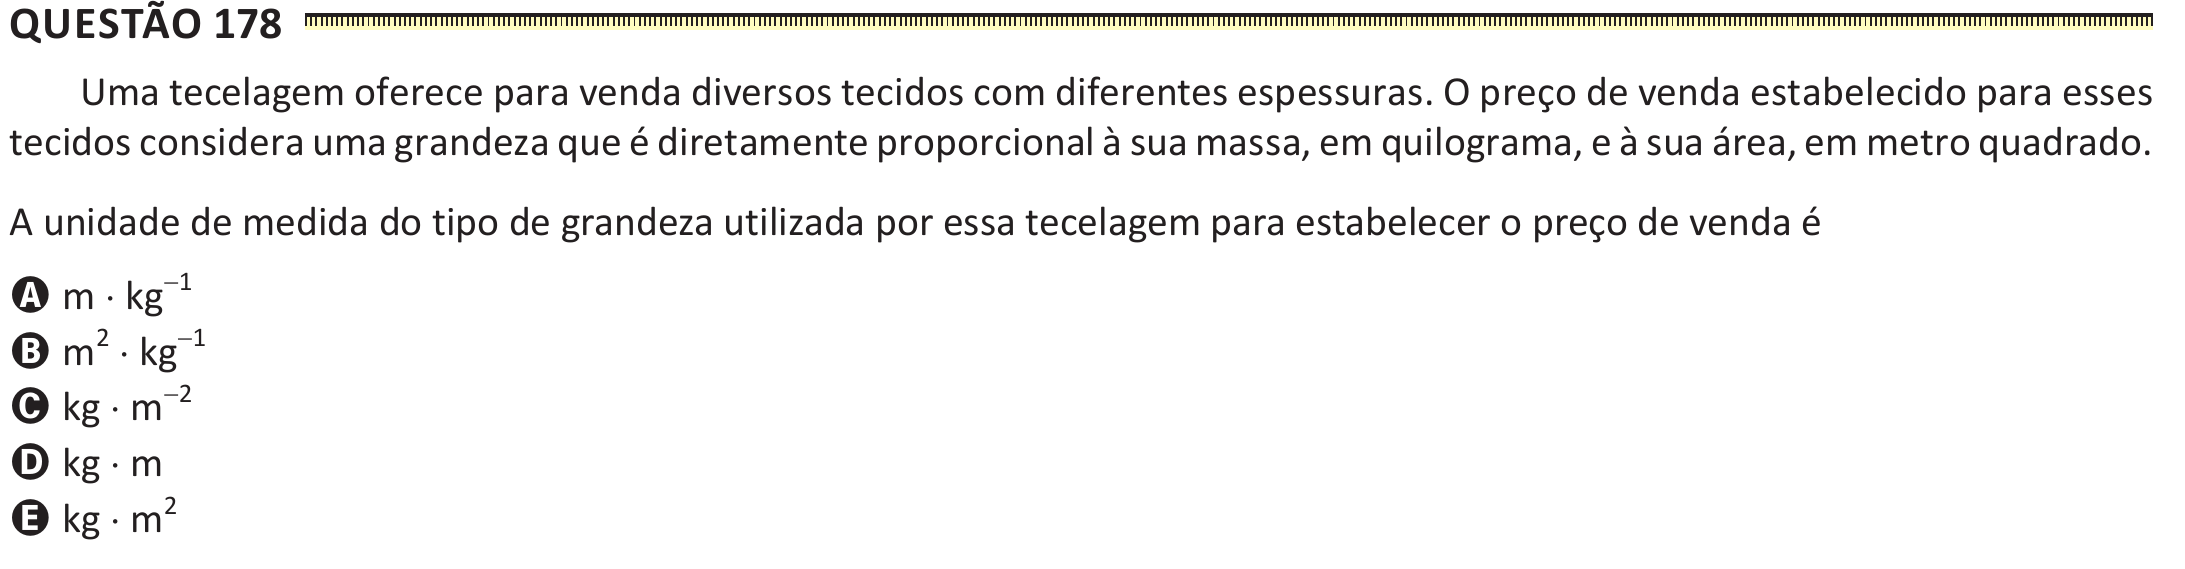 QUESTÃO 178
Uma tecelagem oferece para venda diversos tecidos com diferentes espessuras. O preço de venda estabelecido para esses
tecidos considera uma grandeza que é diretamente proporcional à sua massa, em quilograma, e à sua área, em metro quadrado.
A unidade de medida do tipo de grandeza utilizada por essa tecelagem para estabelecer o preço de venda é
A m · kg⁻¹
B m² · kg⁻¹
C kg · m⁻²
D kg · m
E kg · m²